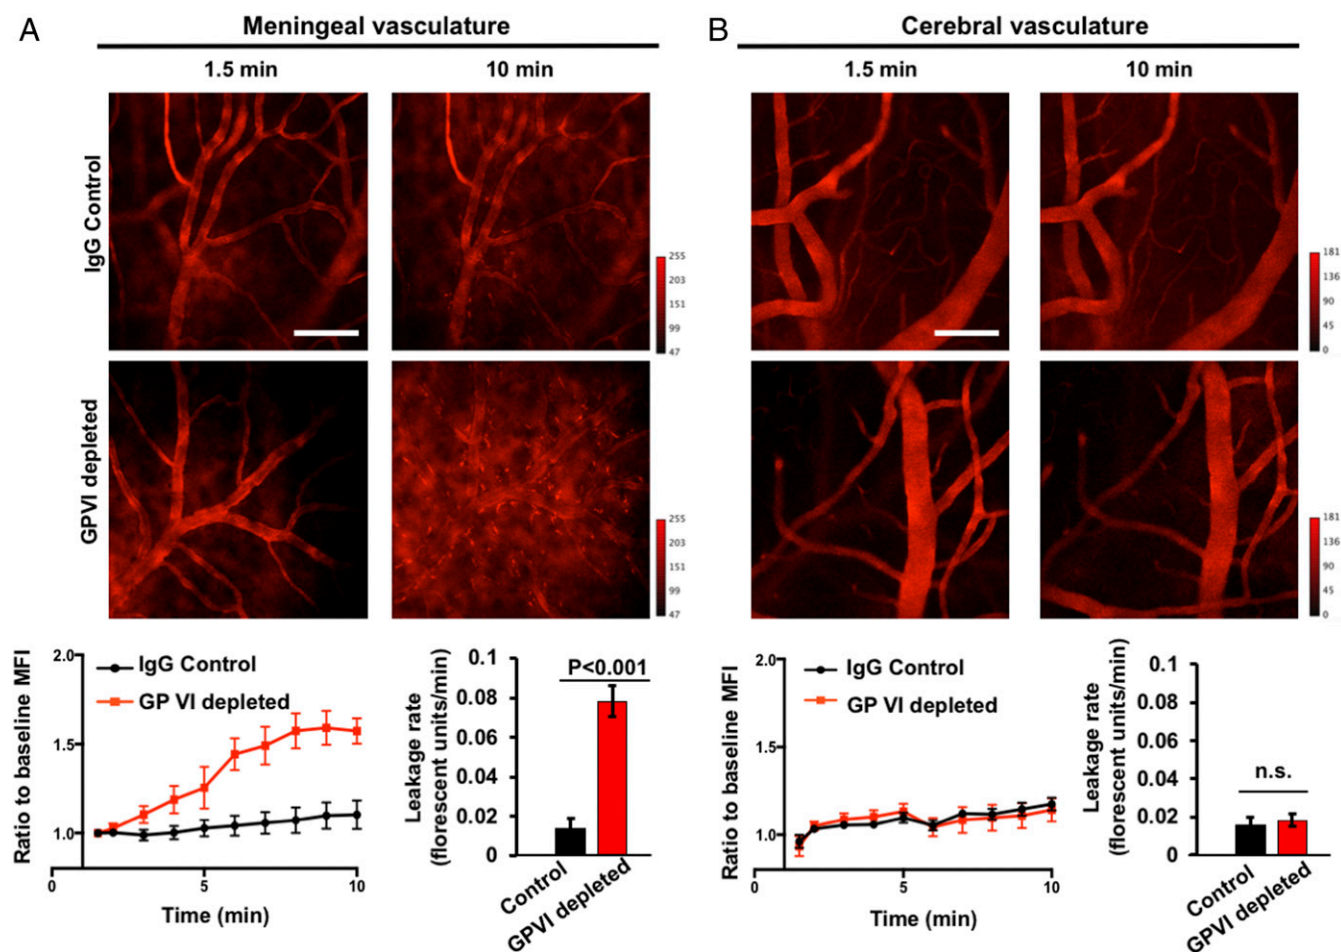 A
Meningeal vasculature
1.5 min
10 min
IgG Control
GPVI depleted
255
203
151
99
47
255
203
151
99
47
2.0
1.5
1.0
0
5
10
Ratio to baseline MFI
Time (min)
IgG Control
GP VI depleted
0.1
0.08
0.06
0.04
0.02
0
Leakage rate
(florescent units/min)
P<0.001
Control
GPVI depleted
B
Cerebral vasculature
1.5 min
10 min
181
136
90
45
0
181
136
90
45
0
2.0
1.5
1.0
0
5
10
Ratio to baseline MFI
Time (min)
IgG Control
GP VI depleted
0.1
0.08
0.06
0.04
0.02
0
Leakage rate
(florescent units/min)
n.s.
Control
GPVI depleted